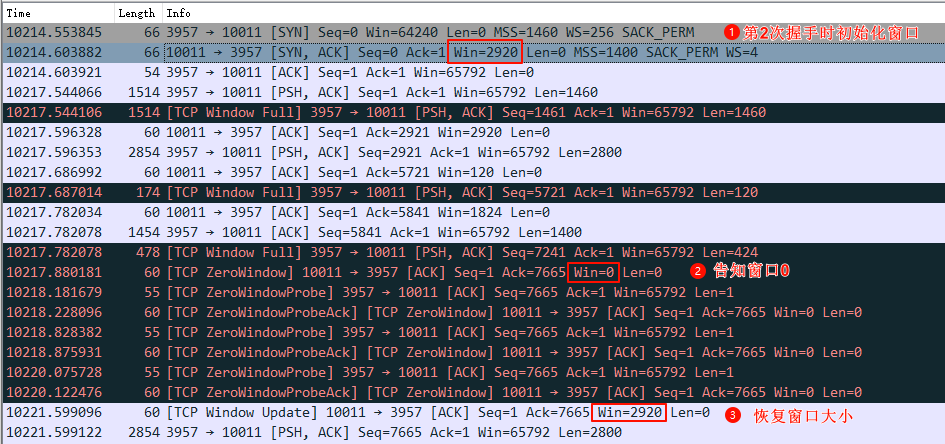 Time Length Info
10214.553845 66 3957 → 10011 [SYN] Seq=0 Win=64240 Len=0 MSS=1460 WS=256 SACK_PERM ① 第2次握手时初始化窗口
10214.603882 66 10011 → 3957 [SYN, ACK] Seq=0 Ack=1 Win=2920 Len=0 MSS=1400 SACK_PERM WS=4
10214.603921 54 3957 → 10011 [ACK] Seq=1 Ack=1 Win=65792 Len=0
10217.544066 1514 3957 → 10011 [PSH, ACK] Seq=1 Ack=1 Win=65792 Len=1460
10217.544106 1514 [TCP Window Full] 3957 → 10011 [PSH, ACK] Seq=1461 Ack=1 Win=65792 Len=1460
10217.596328 60 10011 → 3957 [ACK] Seq=1 Ack=2921 Win=2920 Len=0
10217.596353 2854 3957 → 10011 [PSH, ACK] Seq=2921 Ack=1 Win=65792 Len=2800
10217.686992 60 10011 → 3957 [ACK] Seq=1 Ack=5721 Win=120 Len=0
10217.687014 174 [TCP Window Full] 3957 → 10011 [PSH, ACK] Seq=5721 Ack=1 Win=65792 Len=120
10217.782034 60 10011 → 3957 [ACK] Seq=1 Ack=5841 Win=1824 Len=0
10217.782078 1454 3957 → 10011 [ACK] Seq=5841 Ack=1 Win=65792 Len=1400
10217.782078 478 [TCP Window Full] 3957 → 10011 [PSH, ACK] Seq=7241 Ack=1 Win=65792 Len=424
10217.880181 60 [TCP ZeroWindow] 10011 → 3957 [ACK] Seq=1 Ack=7665 Win=0 Len=0 ② 告知窗口0
10218.181679 55 [TCP ZeroWindowProbe] 3957 → 10011 [ACK] Seq=7665 Ack=1 Win=65792 Len=1
10218.228096 60 [TCP ZeroWindowProbeAck] [TCP ZeroWindow] 10011 → 3957 [ACK] Seq=1 Ack=7665 Win=0 Len=0
10218.828382 55 [TCP ZeroWindowProbe] 3957 → 10011 [ACK] Seq=7665 Ack=1 Win=65792 Len=1
10218.875931 60 [TCP ZeroWindowProbeAck] [TCP ZeroWindow] 10011 → 3957 [ACK] Seq=1 Ack=7665 Win=0 Len=0
10220.075728 55 [TCP ZeroWindowProbe] 3957 → 10011 [ACK] Seq=7665 Ack=1 Win=65792 Len=1
10220.122476 60 [TCP ZeroWindowProbeAck] [TCP ZeroWindow] 10011 → 3957 [ACK] Seq=1 Ack=7665 Win=0 Len=0
10221.599096 60 [TCP Window Update] 10011 → 3957 [ACK] Seq=1 Ack=7665 Win=2920 Len=0 ③ 恢复窗口大小
10221.599122 2854 3957 → 10011 [PSH, ACK] Seq=7665 Ack=1 Win=65792 Len=2800